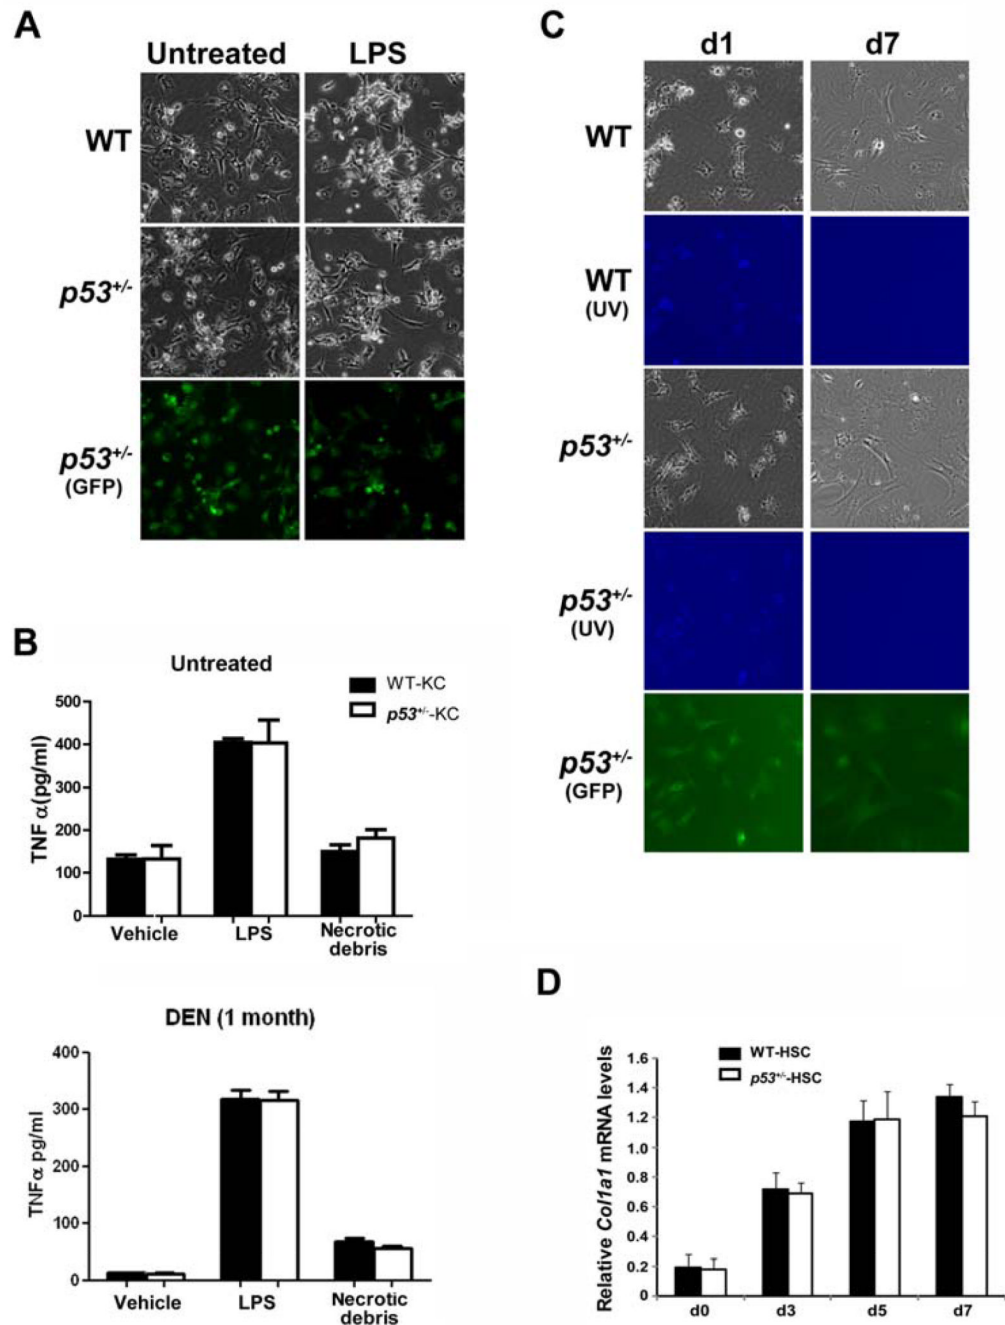 A
Untreated LPS
WT
p53+/-
p53+/-
(GFP)
B
Untreated
WT-KC
p53+/--KC
TNF α(pg/ml)
500
400
300
200
100
0
Vehicle LPS Necrotic
debris
DEN (1 month)
TNFα pg/ml
400
300
200
100
0
Vehicle LPS Necrotic
debris
C
d1 d7
WT
WT
(UV)
p53+/-
p53+/-
(UV)
p53+/-
(GFP)
D
WT-HSC
p53+/--HSC
Relative Col1a1 mRNA levels
1.6
1.4
1.2
1.0
0.8
0.6
0.4
0.2
0
d0 d3 d5 d7